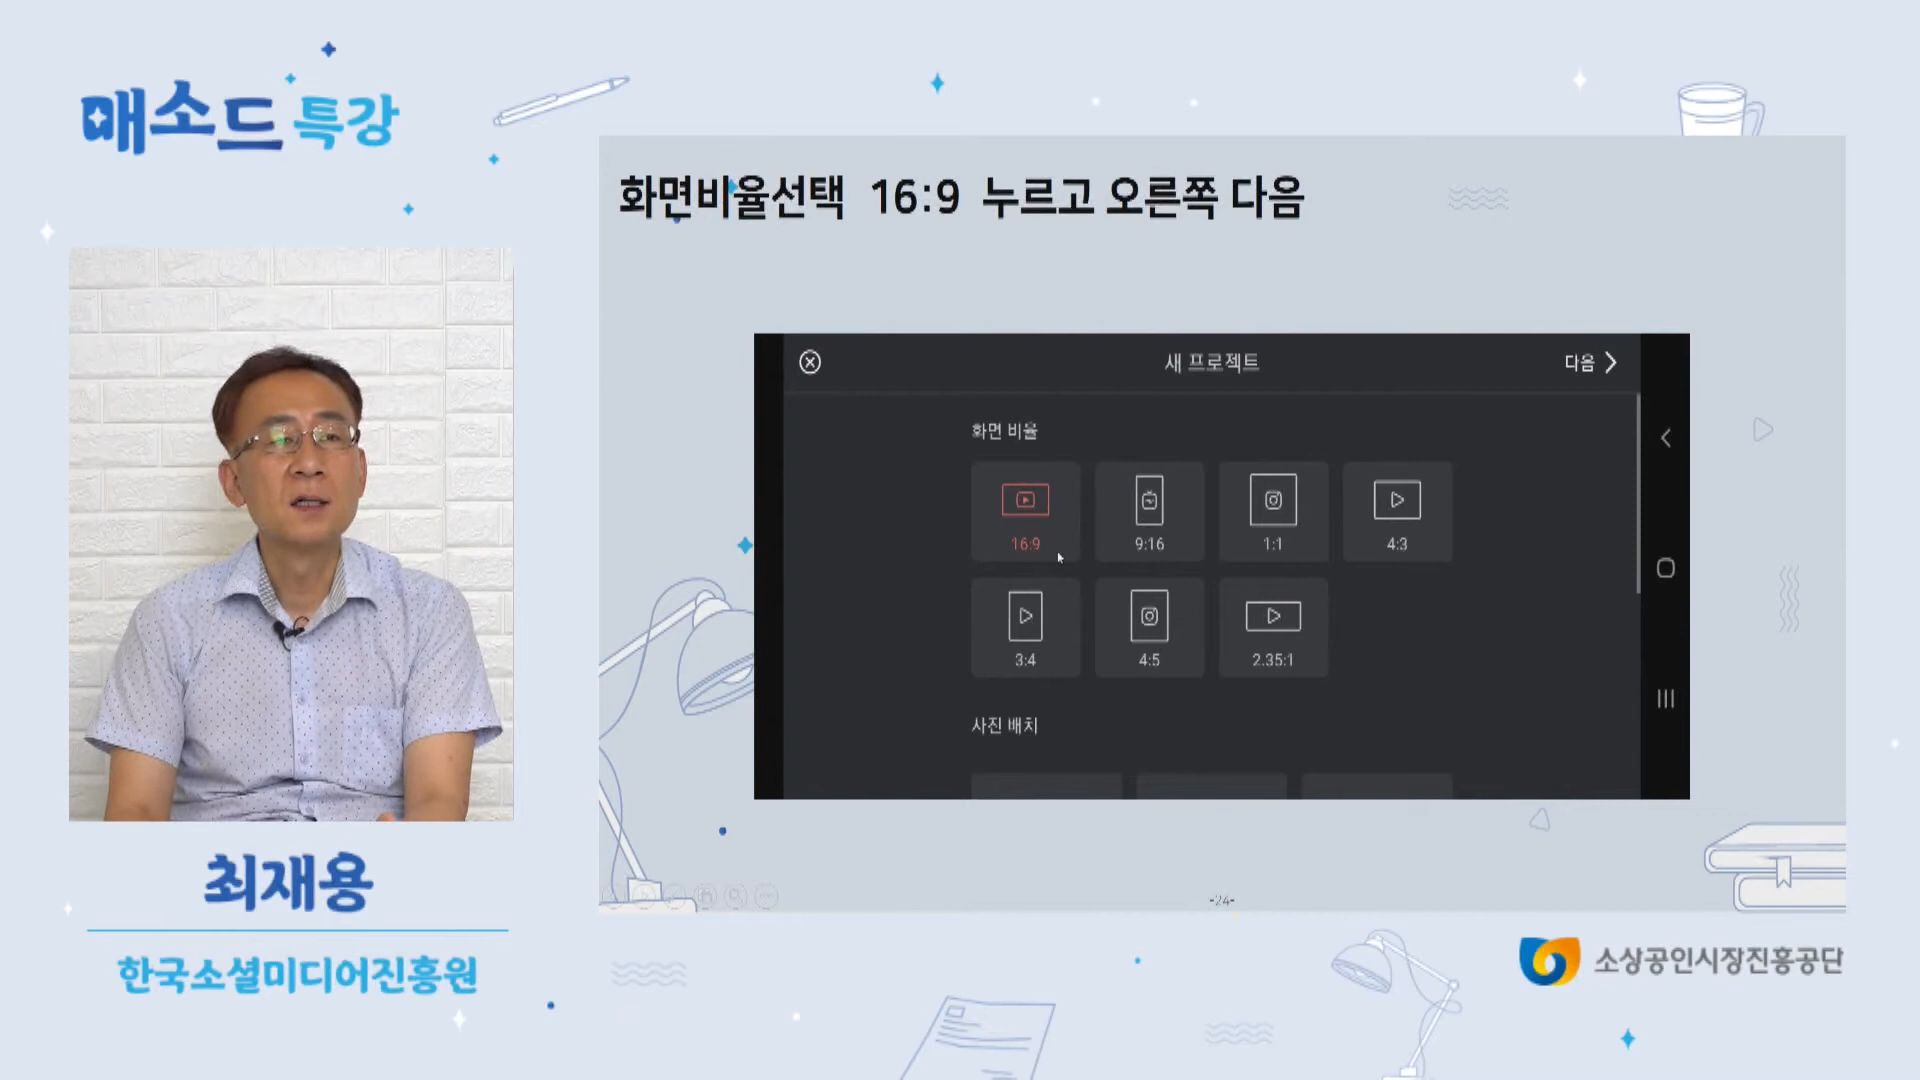 매소드 특강
화면비율선택 16:9 누르고 오른쪽 다음
새 프로젝트
다음
화면 비율
16:9
9:16
1:1
4:3
3:4
4:5
2.35:1
사진 배치
-24-
최재용
한국소셜미디어진흥원
소상공인시장진흥공단